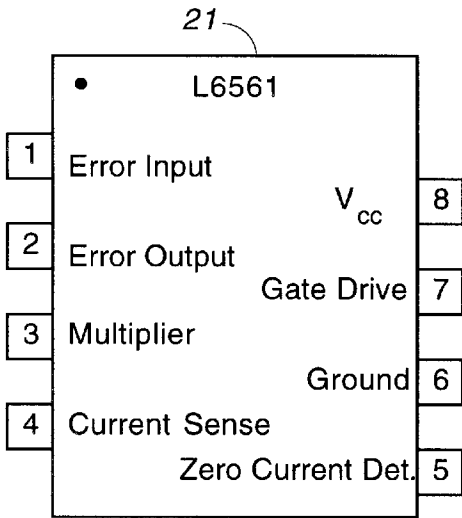 21
L6561
1 Error Input
V_cc 8
2 Error Output
Gate Drive 7
3 Multiplier
Ground 6
4 Current Sense
Zero Current Det. 5